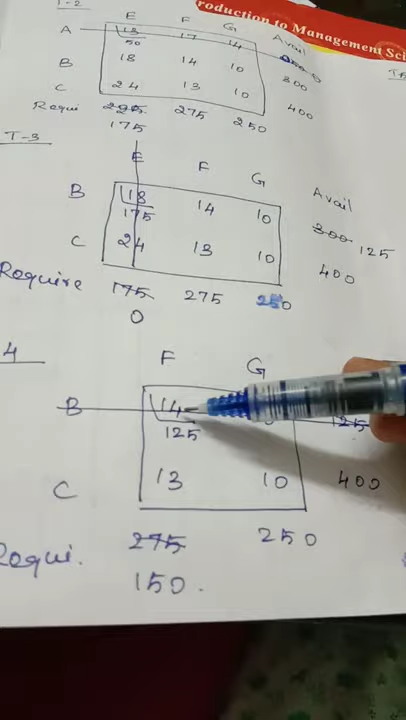 T-2
roduction to Management Sci
E F G Avail
A 13 17 14
50
B 18 14 10 300
C 24 13 10 400
Requi 225 275 250
175
T-3
E F G Avail
B 18 14 10 300 125
175
C 24 13 10 400
Require 175 275 250
0
4
F G
B 14 125
125
C 13 10 400
Requi. 275 250
150.